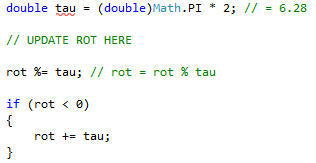 double tau = (double)Math.PI * 2; // = 6.28
// UPDATE ROT HERE
rot %= tau; // rot = rot % tau
if (rot < 0)
{
rot += tau;
}